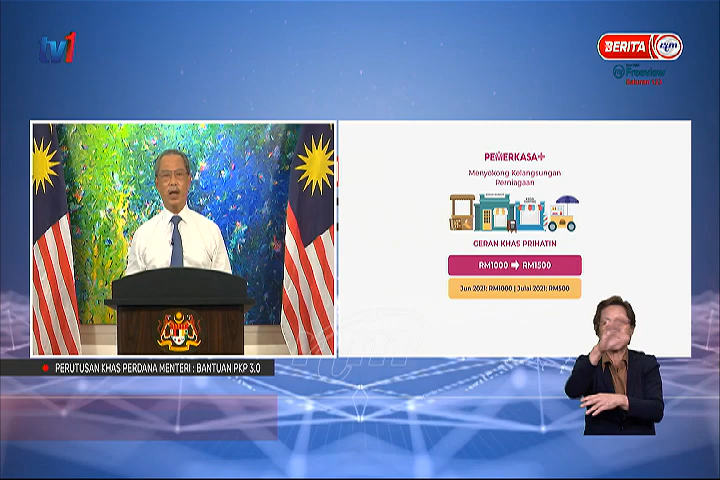 tv1
BERITA rtm
Freeview
PEMERKASA+
Menyokong Kelangsungan
Perniagaan
GERAN KHAS PRIHATIN
RM1000 ➡ RM1500
Jun 2021: RM1000 | Julai 2021: RM500
PERUTUSAN KHAS PERDANA MENTERI : BANTUAN PKP 3.0